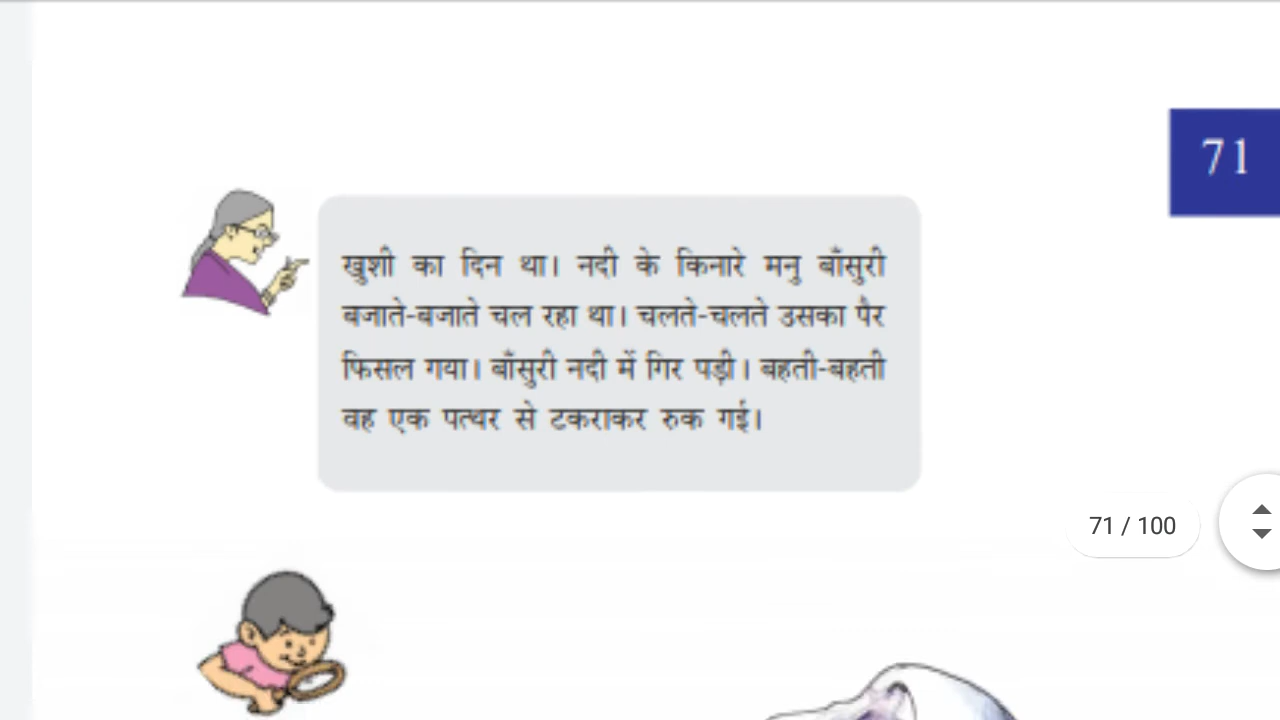 71
खुशी का दिन था। नदी के किनारे मनु बाँसुरी
बजाते-बजाते चल रहा था। चलते-चलते उसका पैर
फिसल गया। बाँसुरी नदी में गिर पड़ी। बहती-बहती
वह एक पत्थर से टकराकर रुक गई।
71 / 100